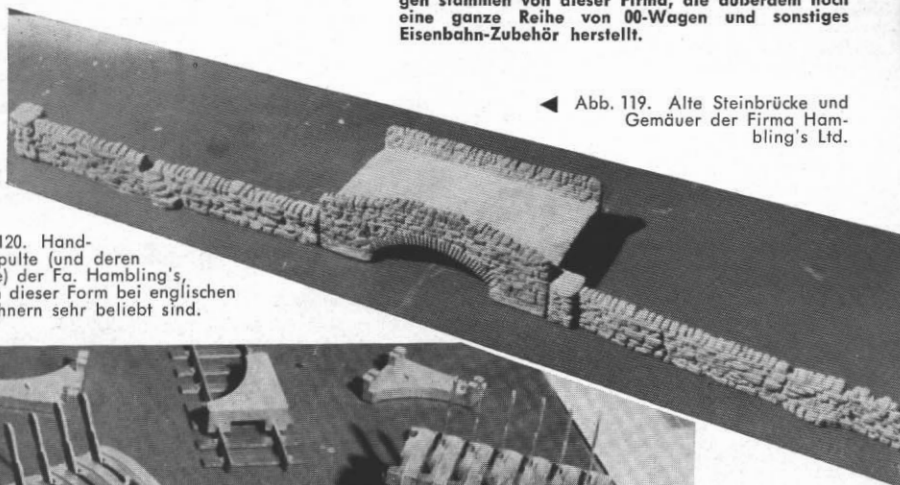 gen stammen von dieser Firma, die außerdem noch
eine ganze Reihe von 00-Wagen und sonstiges
Eisenbahn-Zubehör herstellt.
◄ Abb. 119. Alte Steinbrücke und
Gemäuer der Firma Ham-
bling's Ltd.
120. Hand-
pulte (und deren
e) der Fa. Hambling's,
dieser Form bei englischen
hnern sehr beliebt sind.